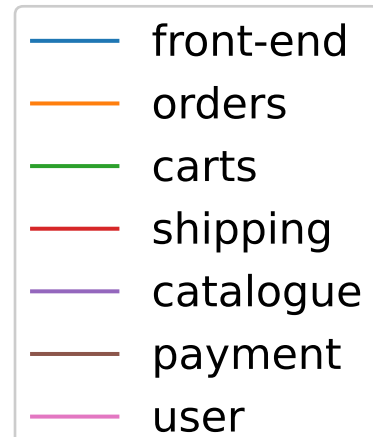 front-end
orders
carts
shipping
catalogue
payment
user